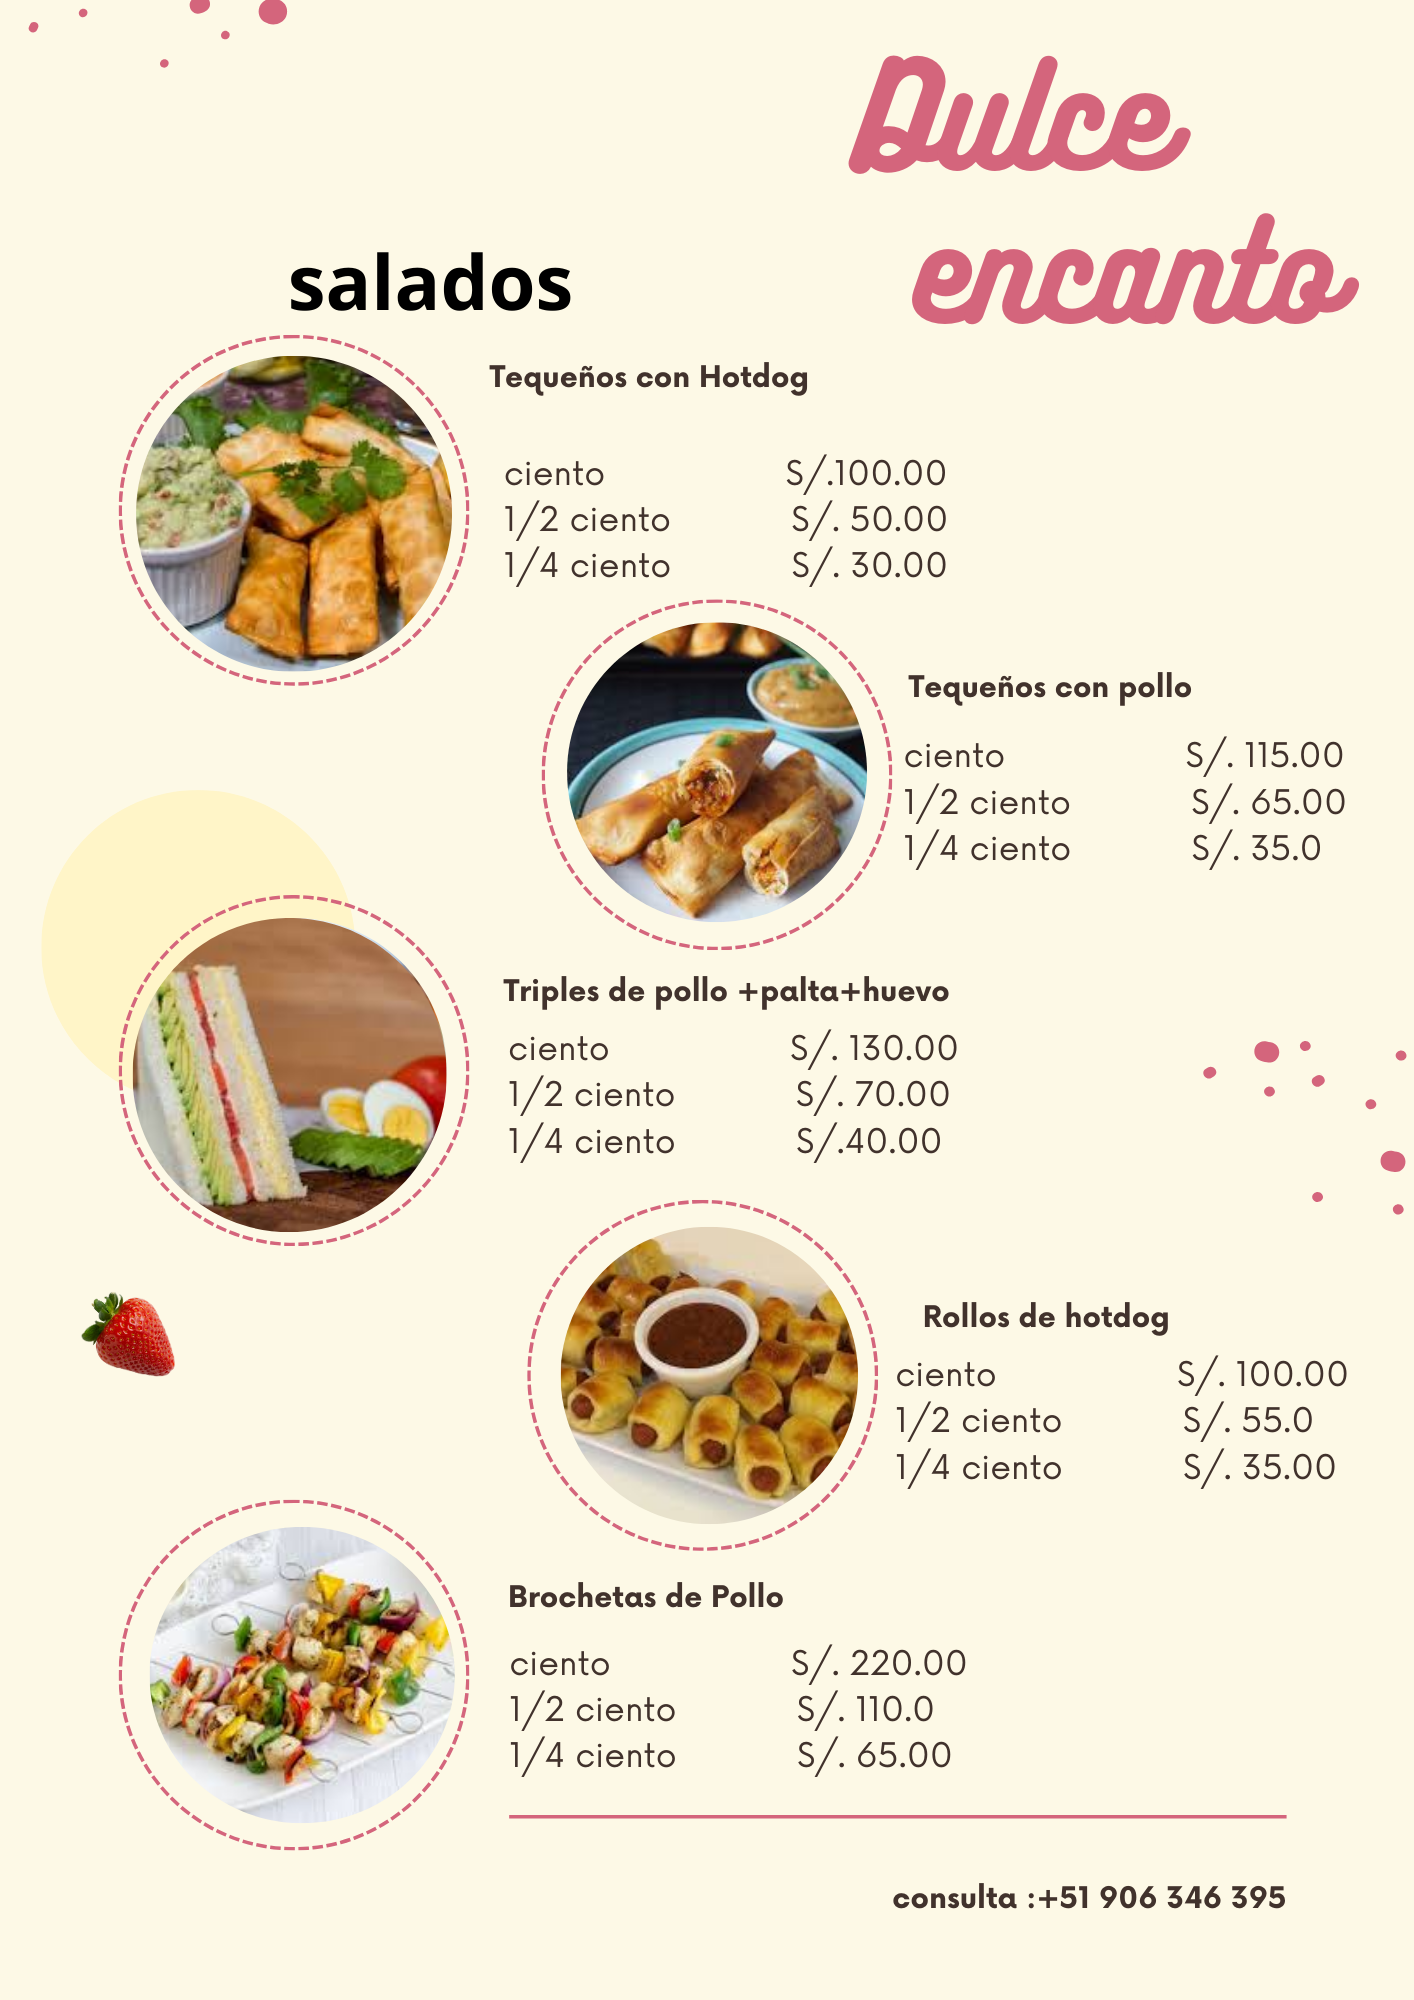 Dulce
encanto
salados
Tequeños con Hotdog
ciento S/.100.00
1/2 ciento S/. 50.00
1/4 ciento S/. 30.00
Tequeños con pollo
ciento S/. 115.00
1/2 ciento S/. 65.00
1/4 ciento S/. 35.0
Triples de pollo +palta+huevo
ciento S/. 130.00
1/2 ciento S/. 70.00
1/4 ciento S/.40.00
Rollos de hotdog
ciento S/. 100.00
1/2 ciento S/. 55.0
1/4 ciento S/. 35.00
Brochetas de Pollo
ciento S/. 220.00
1/2 ciento S/. 110.0
1/4 ciento S/. 65.00
consulta :+51 906 346 395